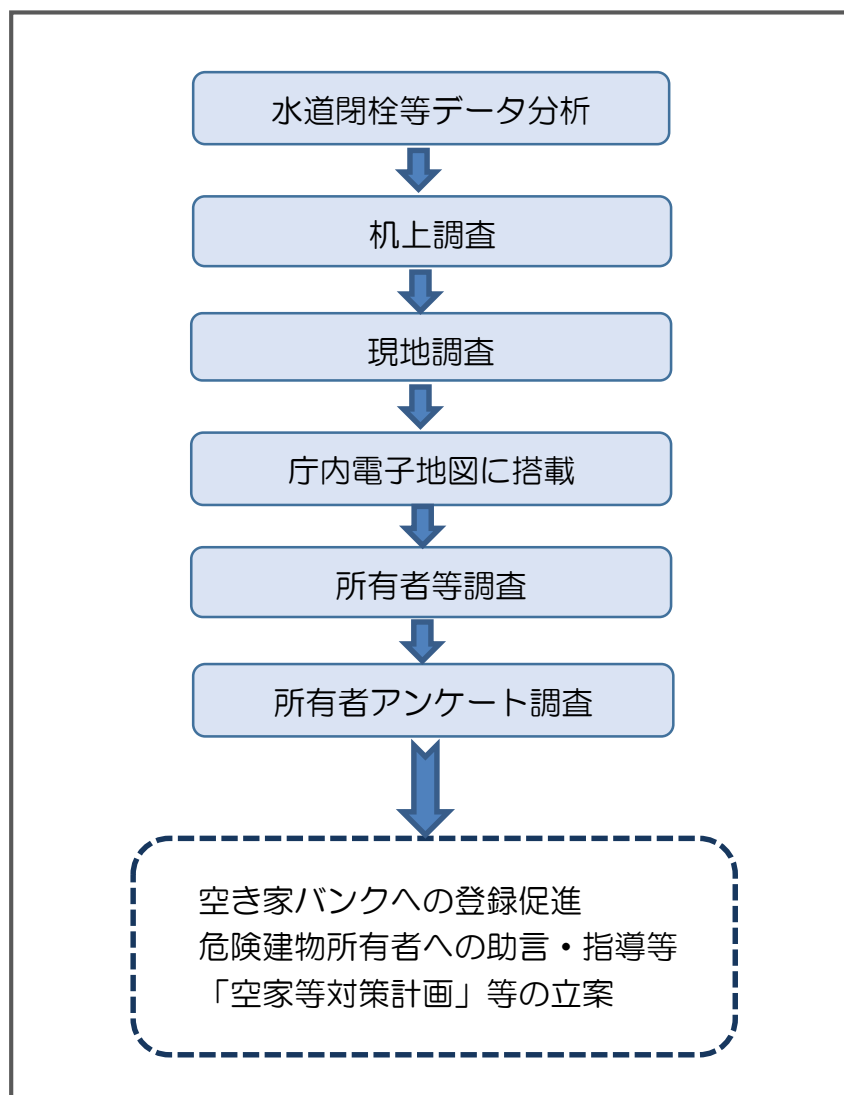 水道閉栓等データ分析
机上調査
現地調査
庁内電子地図に搭載
所有者等調査
所有者アンケート調査
空き家バンクへの登録促進
危険建物所有者への助言・指導等
「空家等対策計画」等の立案